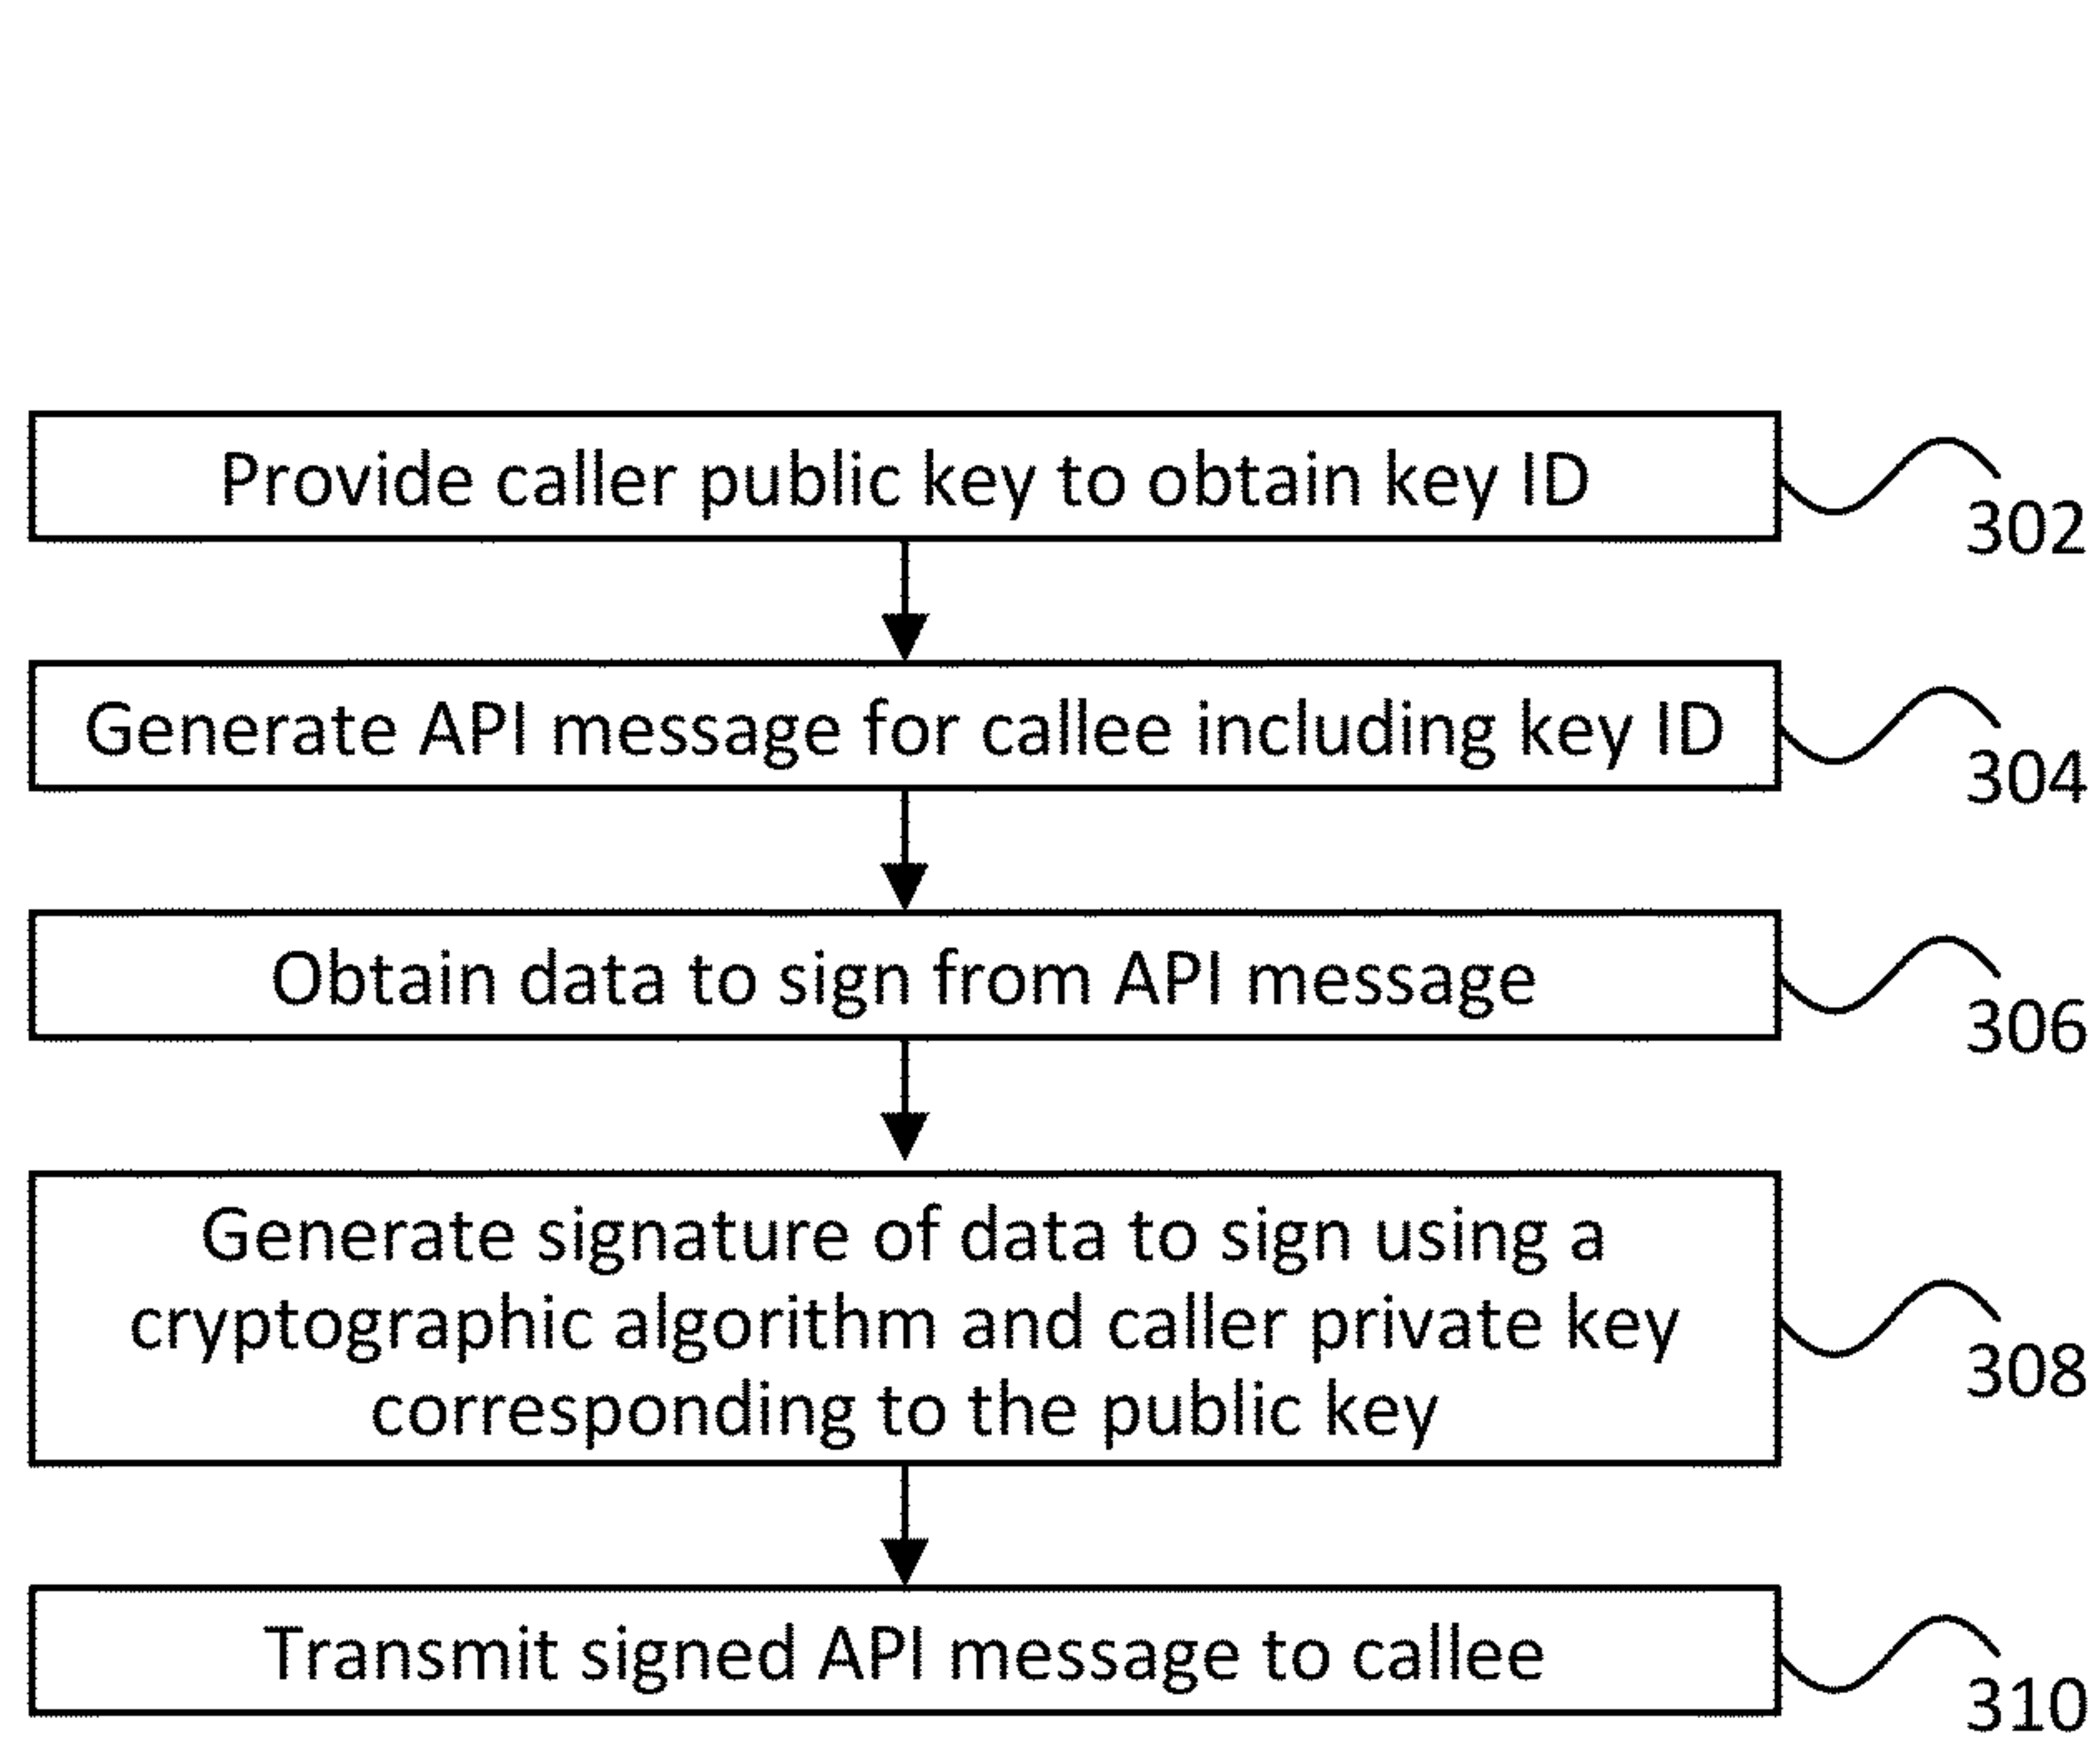 Provide caller public key to obtain key ID
302
Generate API message for callee including key ID
304
Obtain data to sign from API message
306
Generate signature of data to sign using a
cryptographic algorithm and caller private key
corresponding to the public key
308
Transmit signed API message to callee
310